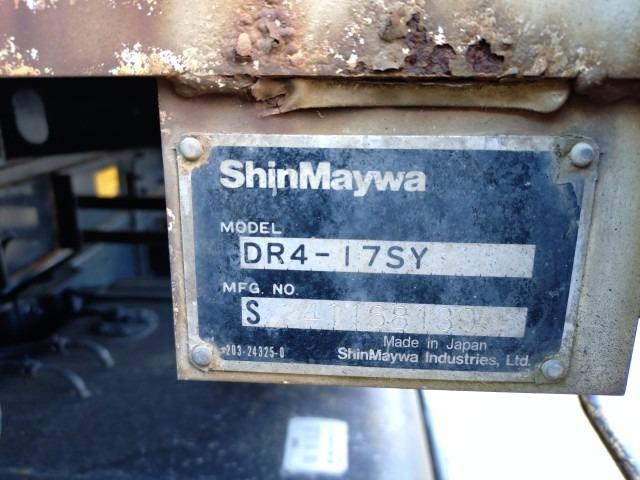 ShinMaywa
MODEL
DR4-17SY
MFG. NO.
S
Made in Japan
203-24325-0
ShinMaywa Industries, Ltd.